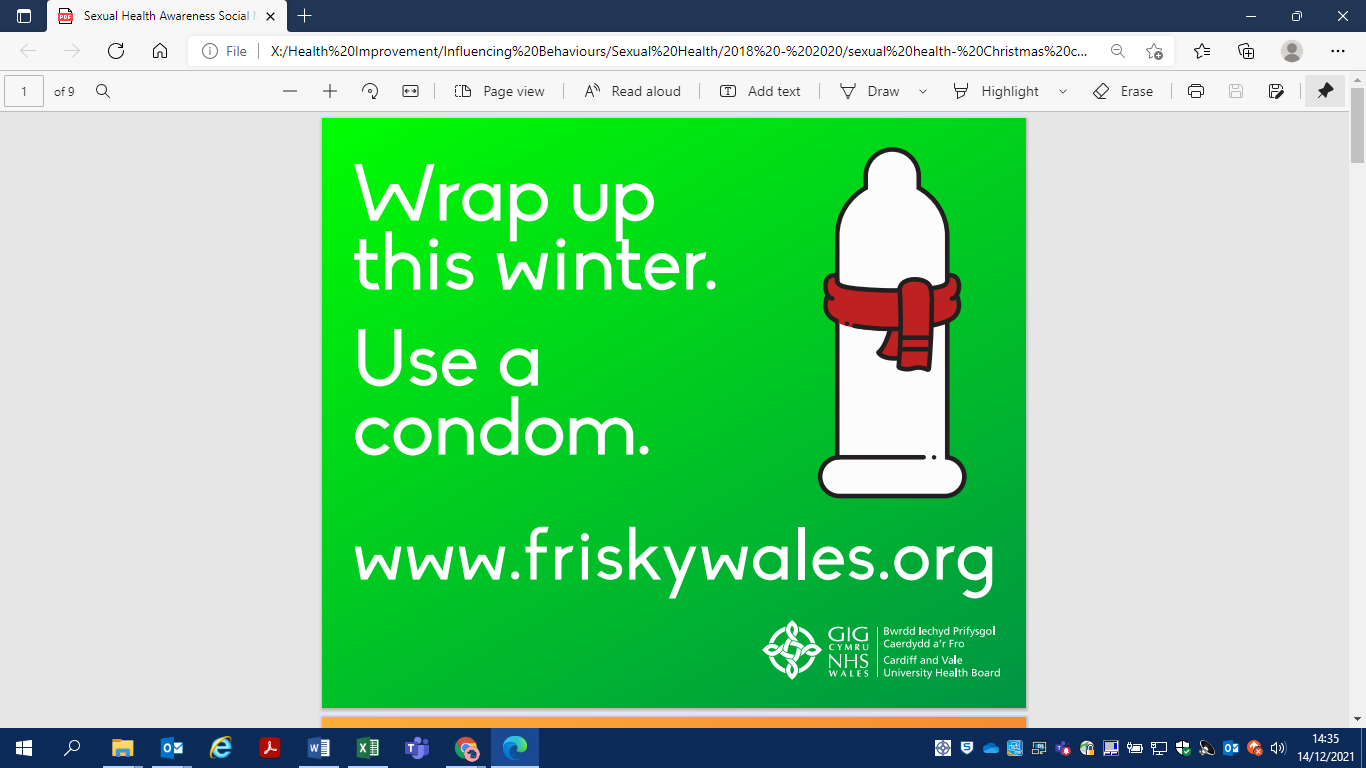 Sexual Health Awareness Social
File
X:/Health%20Improvement/Influencing%20Behaviours/Sexual%20Health/2018%20-%202020/sexual%20health-%20Christmas%20c...
1 of 9
Page view
Read aloud
Add text
Draw
Highlight
Erase
Wrap up
this winter.
Use a
condom.
www.friskywales.org
GIG
CYMRU
NHS
WALES
Bwrdd Iechyd Prifysgol
Caerdydd a'r Fro
Cardiff and Vale
University Health Board
14:35
14/12/2021